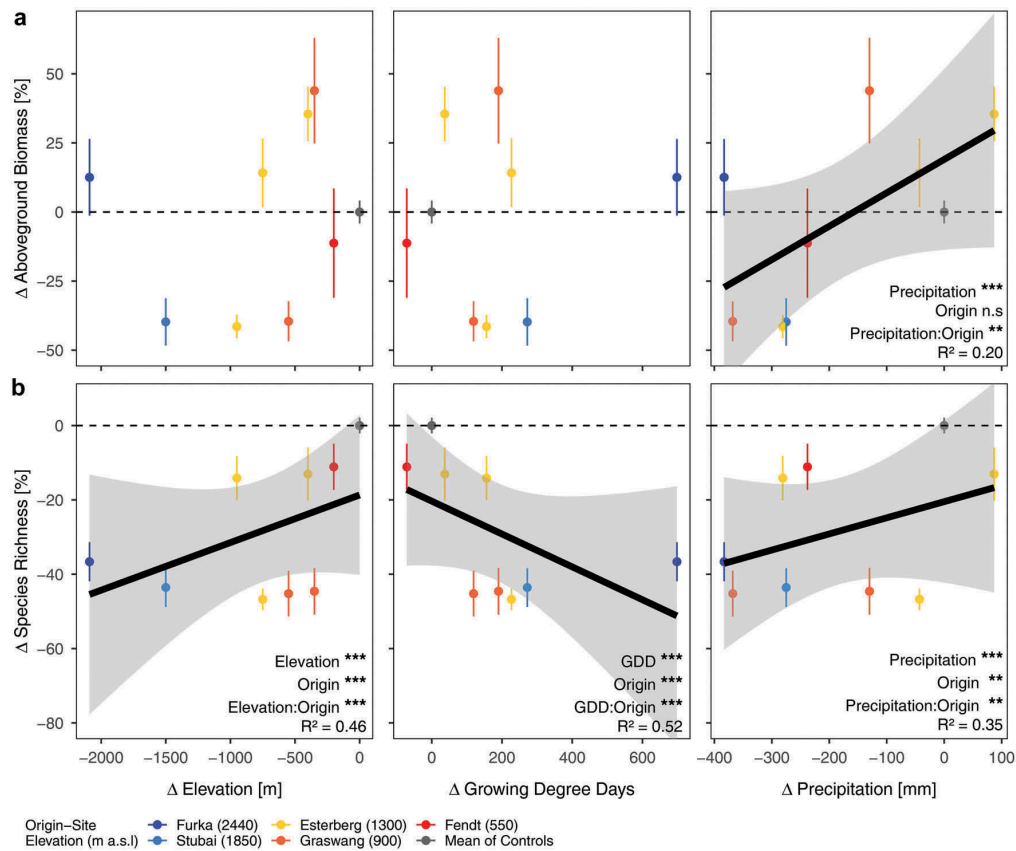 a
Δ Aboveground Biomass [%]
50
25
0
−25
−50
Precipitation ***
Origin n.s
Precipitation:Origin **
R² = 0.20
b
Δ Species Richness [%]
0
−20
−40
−60
−80
Elevation ***
Origin ***
Elevation:Origin ***
R² = 0.46
GDD ***
Origin ***
GDD:Origin ***
R² = 0.52
Precipitation ***
Origin **
Precipitation:Origin **
R² = 0.35
−2000 −1500 −1000 −500 0
0 200 400 600
−400 −300 −200 −100 0 100
Δ Elevation [m]
Δ Growing Degree Days
Δ Precipitation [mm]
Origin−Site
Elevation (m a.s.l)
Furka (2440)
Stubai (1850)
Esterberg (1300)
Graswang (900)
Fendt (550)
Mean of Controls